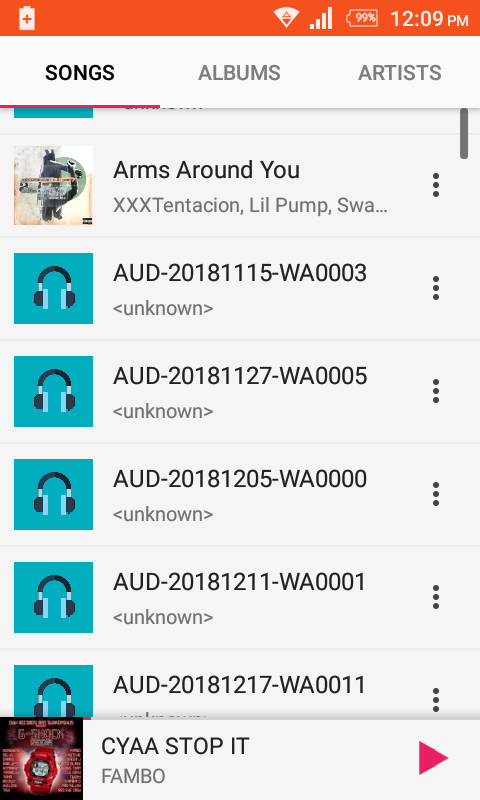 99%
12:09 PM
SONGS
ALBUMS
ARTISTS
<unknown>
Arms Around You
XXXTentacion, Lil Pump, Swa...
AUD-20181115-WA0003
<unknown>
AUD-20181127-WA0005
<unknown>
AUD-20181205-WA0000
<unknown>
AUD-20181211-WA0001
<unknown>
AUD-20181217-WA0011
G-SHOCK
RIDDIM
CYAA STOP IT
FAMBO